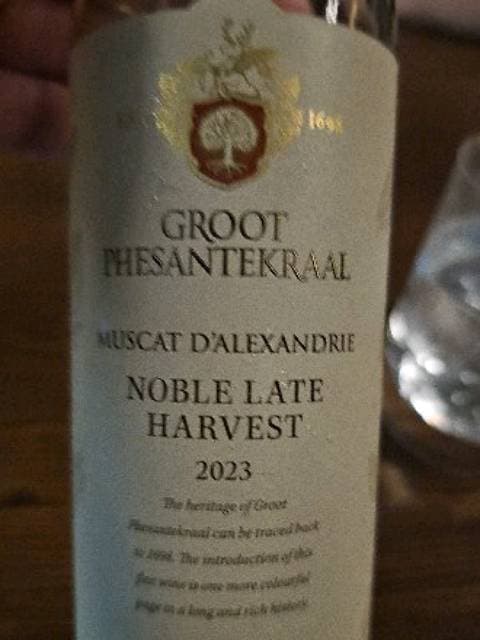 1698
GROOT
PHESANTEKRAAL
MUSCAT D'ALEXANDRIE
NOBLE LATE
HARVEST
2023
The heritage of Groot
Phesantekraal can be traced back
to 1698. The introduction of this
fine wine is one more colourful
page in a long and rich history.